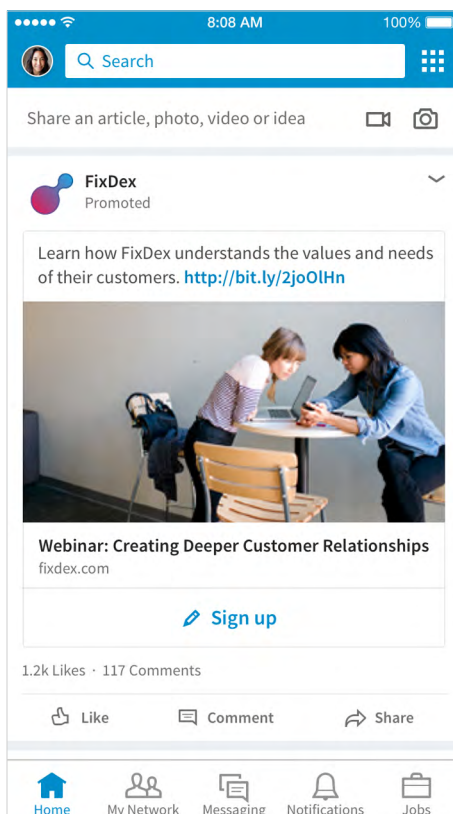 8:08 AM
100%
Search
Share an article, photo, video or idea
FixDex
Promoted
Learn how FixDex understands the values and needs
of their customers. http://bit.ly/2joOlHn
Webinar: Creating Deeper Customer Relationships
fixdex.com
Sign up
1.2k Likes · 117 Comments
Like Comment Share
Home My Network Messaging Notifications Jobs